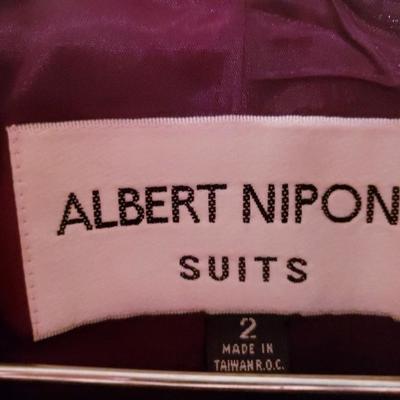 ALBERT NIPON
SUITS
2
MADE IN
TAIWAN R.O.C.